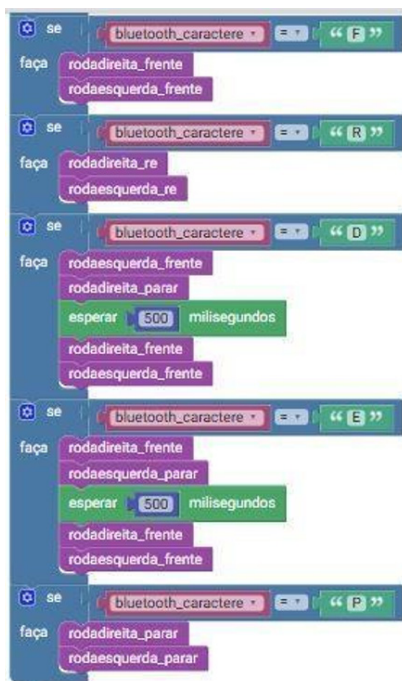 se bluetooth_caractere = “ F ”
faça rodadireita_frente
rodaesquerda_frente
se bluetooth_caractere = “ R ”
faça rodadireita_re
rodaesquerda_re
se bluetooth_caractere = “ D ”
faça rodaesquerda_frente
rodadireita_parar
esperar 500 milisegundos
rodadireita_frente
rodaesquerda_frente
se bluetooth_caractere = “ E ”
faça rodadireita_frente
rodaesquerda_parar
esperar 500 milisegundos
rodadireita_frente
rodaesquerda_frente
se bluetooth_caractere = “ P ”
faça rodadireita_parar
rodaesquerda_parar